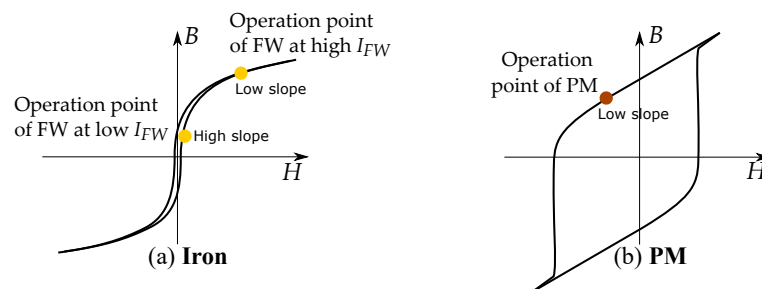 Operation point
of FW at high I_FW
B
Low slope
Operation point
of FW at low I_FW
High slope
H
(a) Iron
B
Operation
point of PM
Low slope
H
(b) PM